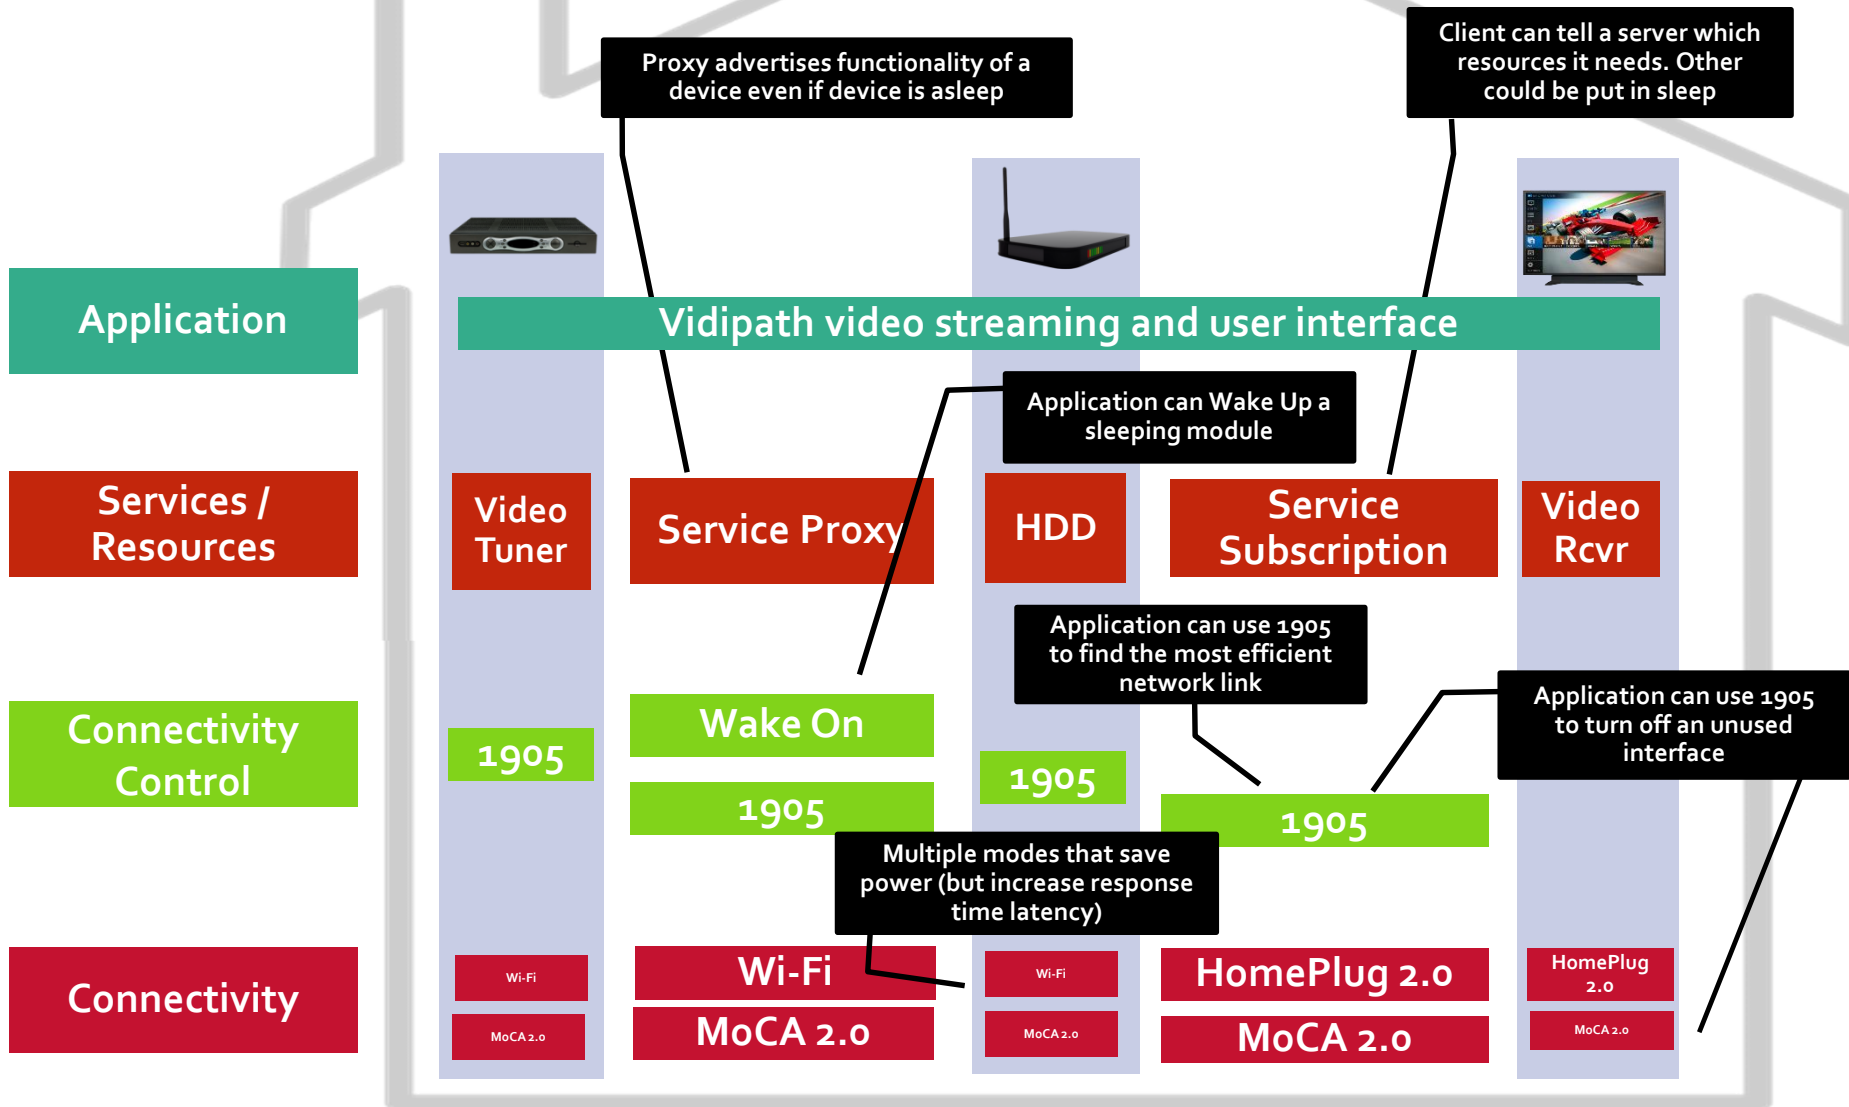 Proxy advertises functionality of a
device even if device is asleep
Client can tell a server which
resources it needs. Other
could be put in sleep
Application
Vidipath video streaming and user interface
Application can Wake Up a
sleeping module
Services /
Resources
Video
Tuner
Service Proxy
HDD
Service
Subscription
Video
Rcvr
Application can use 1905
to find the most efficient
network link
Application can use 1905
to turn off an unused
interface
Connectivity
Control
1905
Wake On
1905
1905
1905
Multiple modes that save
power (but increase response
time latency)
Connectivity
Wi-Fi
MoCA 2.0
Wi-Fi
MoCA 2.0
Wi-Fi
MoCA 2.0
HomePlug 2.0
MoCA 2.0
HomePlug
2.0
MoCA 2.0